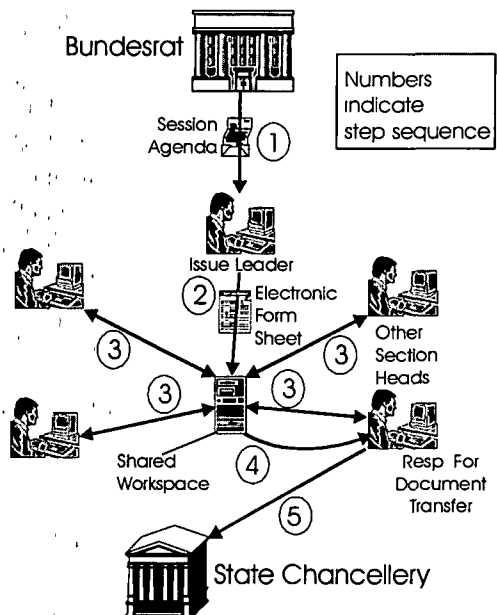 Bundesrat
Numbers
indicate
step sequence
Session
Agenda
1
Issue Leader
2
Electronic
Form
Sheet
3
3
Other
Section
Heads
3
3
Shared
Workspace
4
Resp For
Document
Transfer
5
State Chancellery